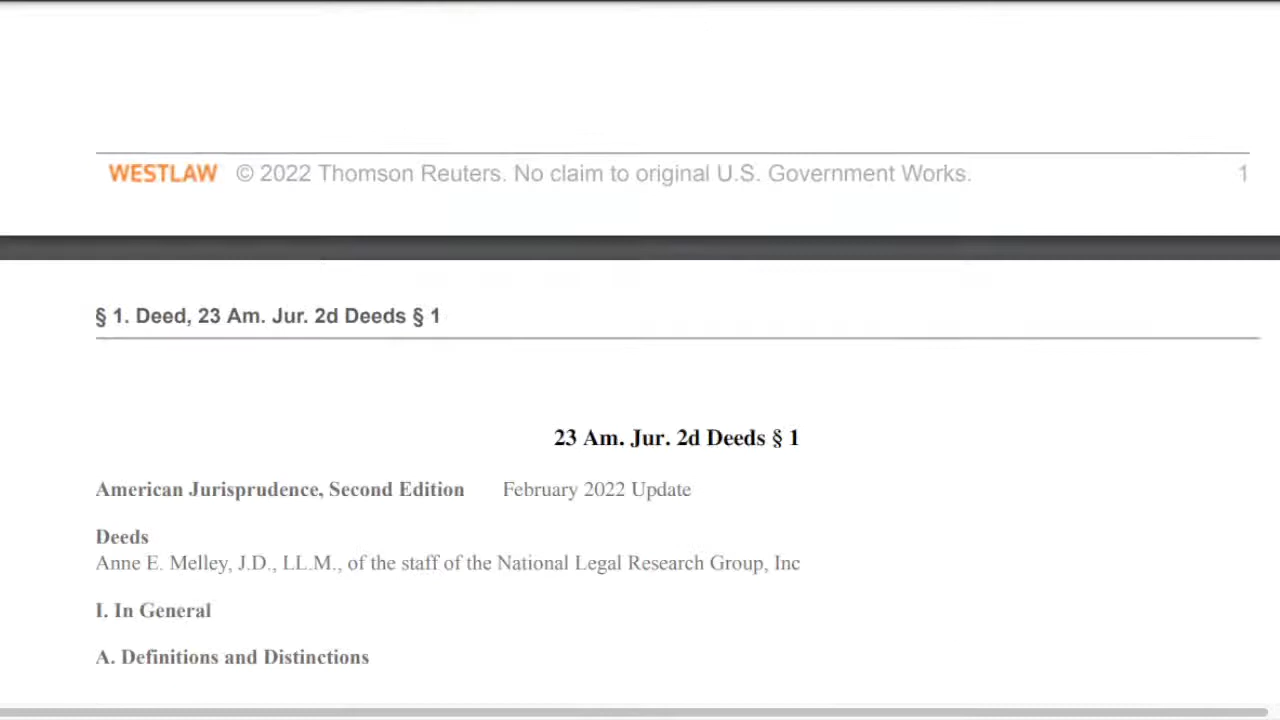 WESTLAW © 2022 Thomson Reuters. No claim to original U.S. Government Works. 1
§ 1. Deed, 23 Am. Jur. 2d Deeds § 1
23 Am. Jur. 2d Deeds § 1
American Jurisprudence, Second Edition February 2022 Update
Deeds
Anne E. Melley, J.D., LL.M., of the staff of the National Legal Research Group, Inc
I. In General
A. Definitions and Distinctions